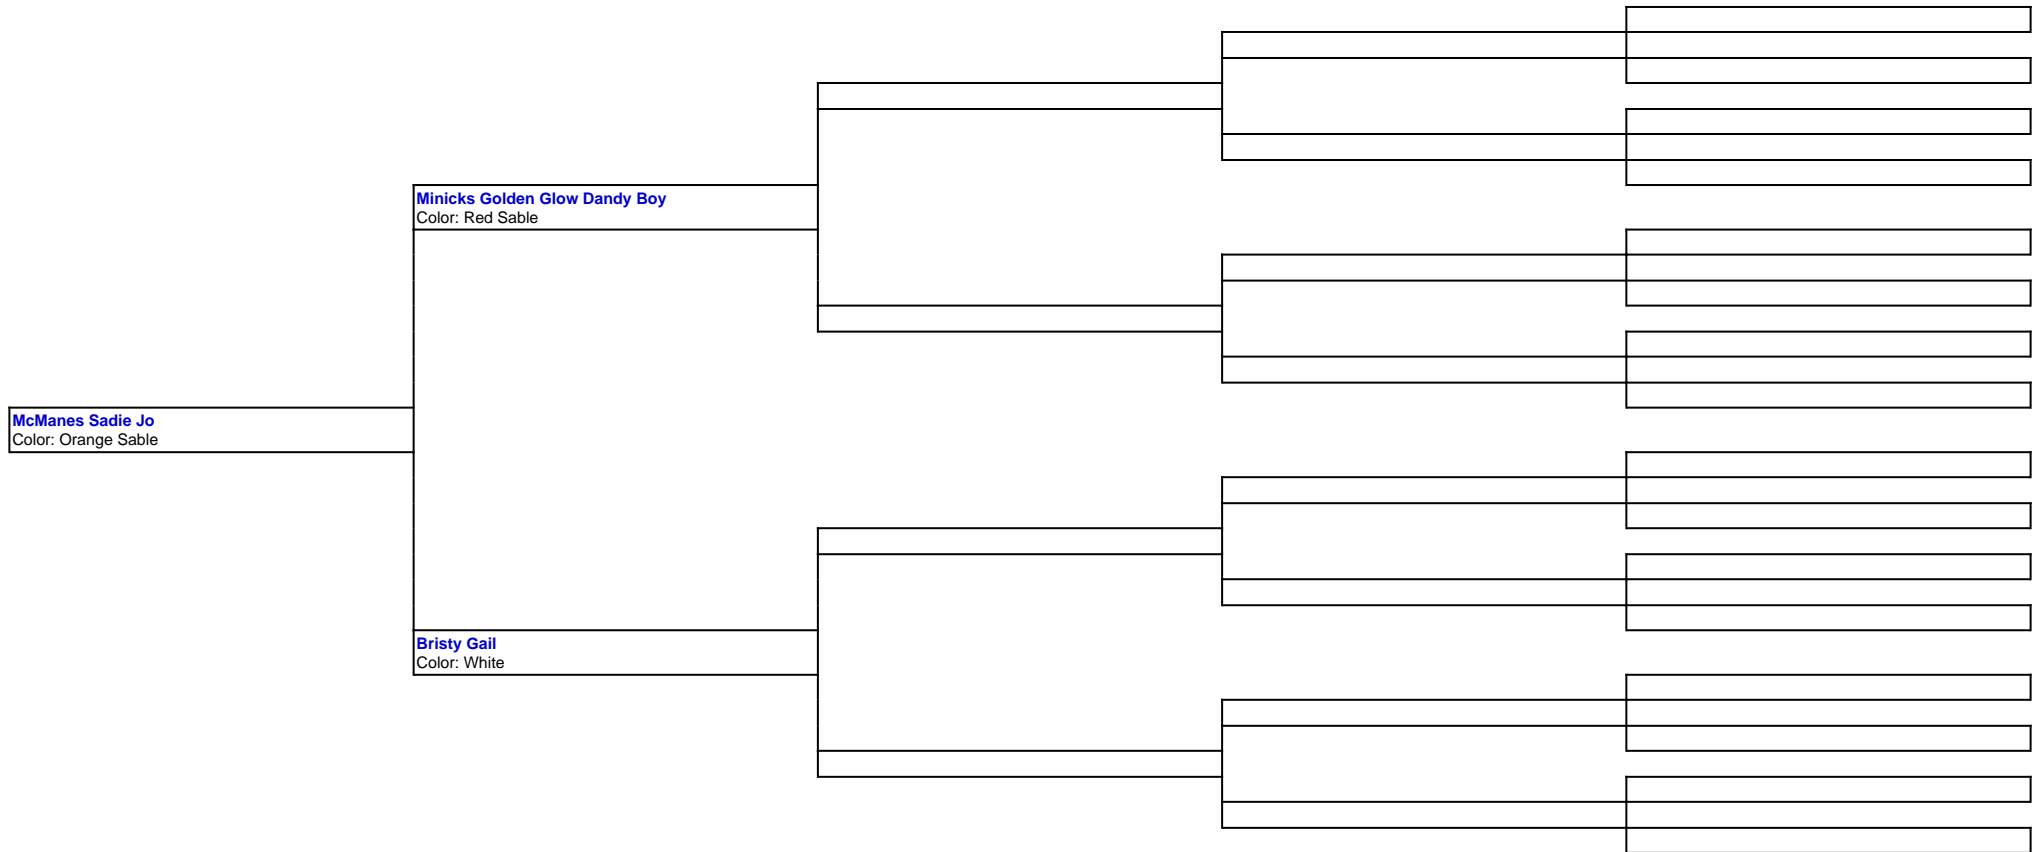 Minicks Golden Glow Dandy Boy
Color: Red Sable
McManes Sadie Jo
Color: Orange Sable
Bristy Gail
Color: White